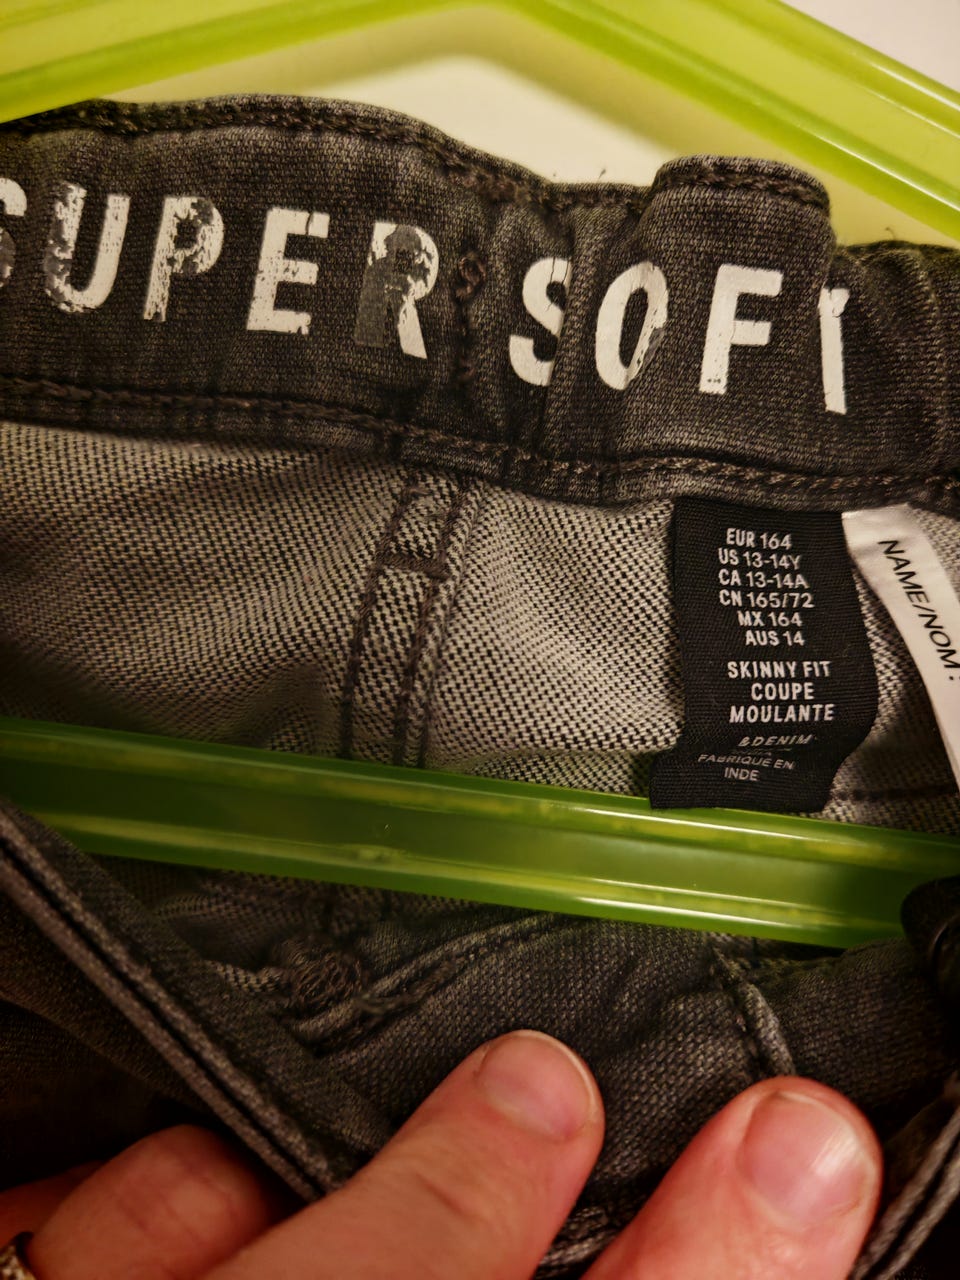 SUPER SOFT
EUR 164
US 13-14Y
CA 13-14A
CN 165/72
MX 164
AUS 14
SKINNY FIT
COUPE
MOULANTE
&DENIM
FABRIQUE EN
INDE
NAME/NOM: